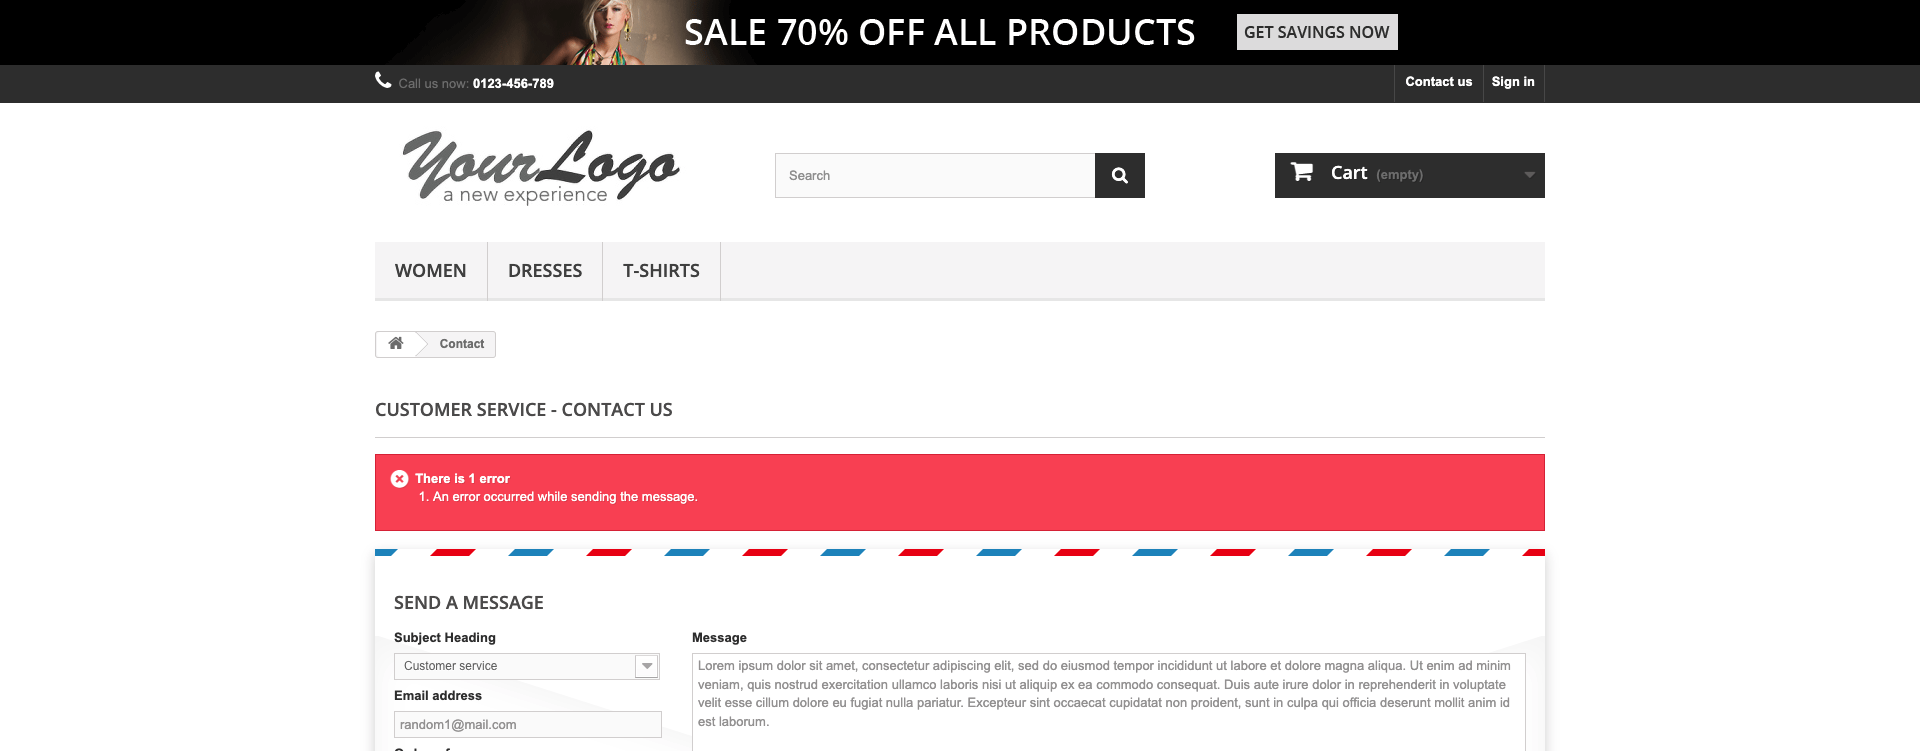 SALE 70% OFF ALL PRODUCTS
GET SAVINGS NOW
Call us now: 0123-456-789
Contact us
Sign in
YourLogo
a new experience
Search
Cart (empty)
WOMEN
DRESSES
T-SHIRTS
Contact
CUSTOMER SERVICE - CONTACT US
There is 1 error
1. An error occurred while sending the message.
SEND A MESSAGE
Subject Heading
Customer service
Email address
random1@mail.com
Message
Lorem ipsum dolor sit amet, consectetur adipiscing elit, sed do eiusmod tempor incididunt ut labore et dolore magna aliqua. Ut enim ad minim
veniam, quis nostrud exercitation ullamco laboris nisi ut aliquip ex ea commodo consequat. Duis aute irure dolor in reprehenderit in voluptate
velit esse cillum dolore eu fugiat nulla pariatur. Excepteur sint occaecat cupidatat non proident, sunt in culpa qui officia deserunt mollit anim id
est laborum.